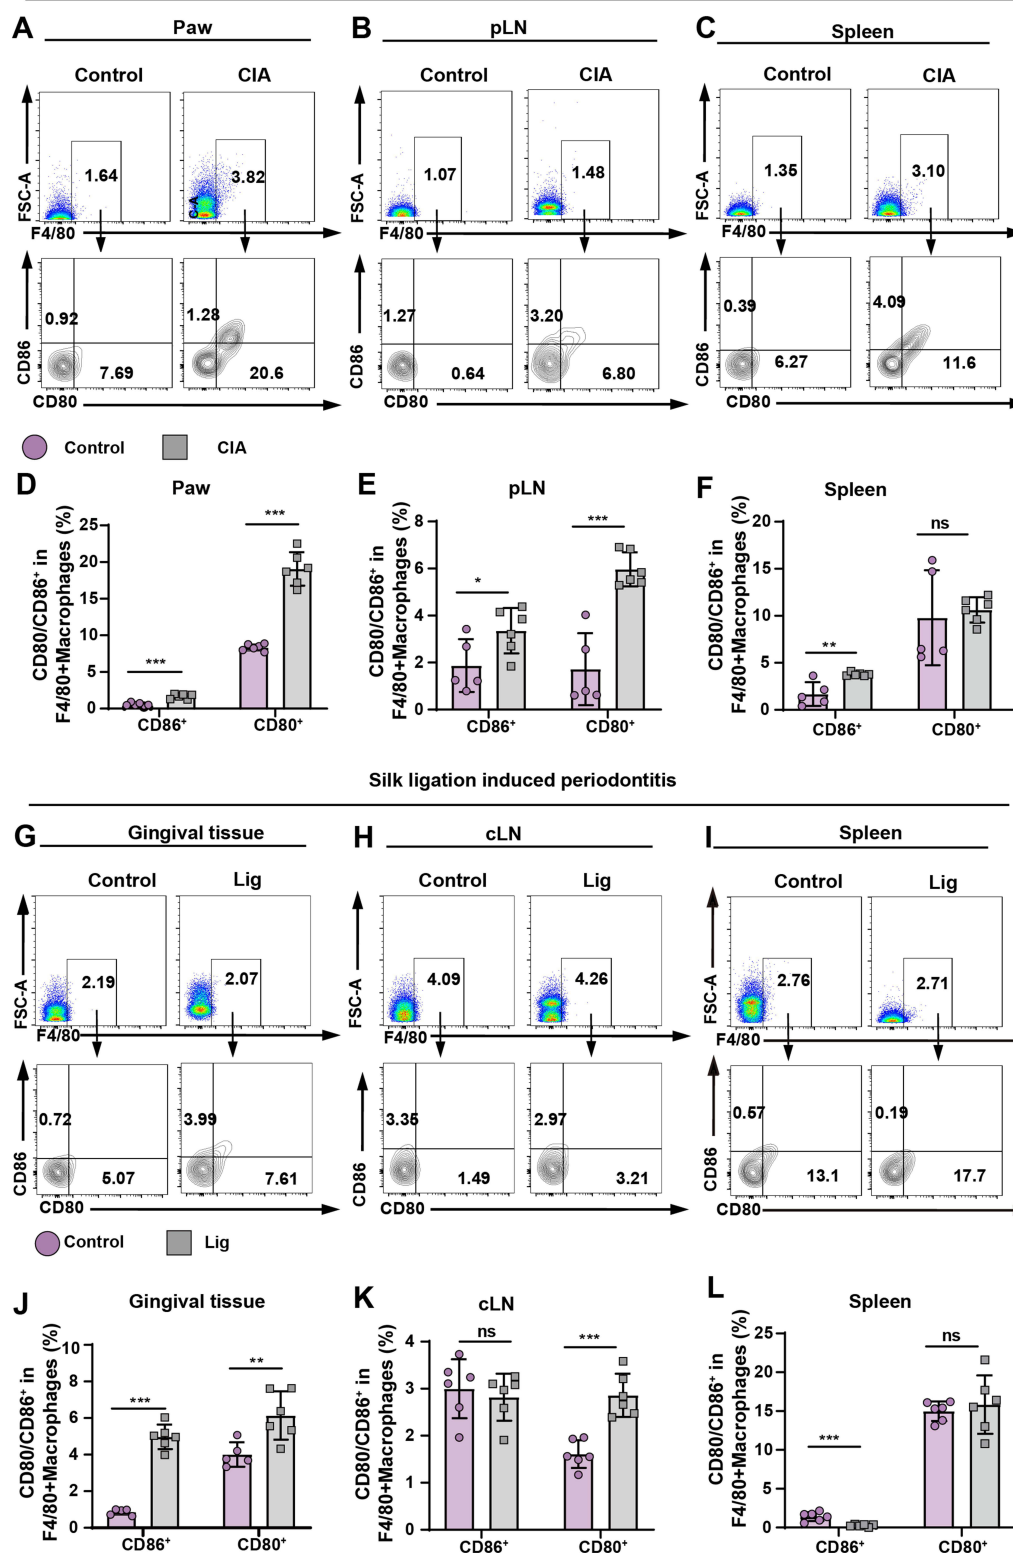 A Paw
Control CIA
FSC-A
1.64 3.82
F4/80
CD86
0.92 7.69
1.28 20.6
CD80
B pLN
Control CIA
FSC-A
1.07 1.48
F4/80
CD86
1.27 0.64
3.20 6.80
CD80
C Spleen
Control CIA
FSC-A
1.35 3.10
F4/80
CD86
0.39 6.27
4.09 11.6
CD80
Control CIA
D Paw
CD80/CD86+ in
F4/80+Macrophages (%)
25
20
15
10
5
0
*** ***
CD86+ CD80+
E pLN
CD80/CD86+ in
F4/80+Macrophages (%)
8
6
4
2
0
* ***
CD86+ CD80+
F Spleen
CD80/CD86+ in
F4/80+Macrophages (%)
20
15
10
5
0
** ns
CD86+ CD80+
Silk ligation induced periodontitis
G Gingival tissue
Control Lig
FSC-A
2.19 2.07
F4/80
CD86
0.72 5.07
3.99 7.61
CD80
H cLN
Control Lig
FSC-A
4.09 4.26
F4/80
CD86
3.35 1.49
2.97 3.21
CD80
I Spleen
Control Lig
FSC-A
2.76 2.71
F4/80
CD86
0.57 13.1
0.19 17.7
CD80
Control Lig
J Gingival tissue
CD80/CD86+ in
F4/80+Macrophages (%)
10
8
6
4
2
0
*** **
CD86+ CD80+
K cLN
CD80/CD86+ in
F4/80+Macrophages (%)
4
3
2
1
0
ns ***
CD86+ CD80+
L Spleen
CD80/CD86+ in
F4/80+Macrophages (%)
25
20
15
10
5
0
*** ns
CD86+ CD80+